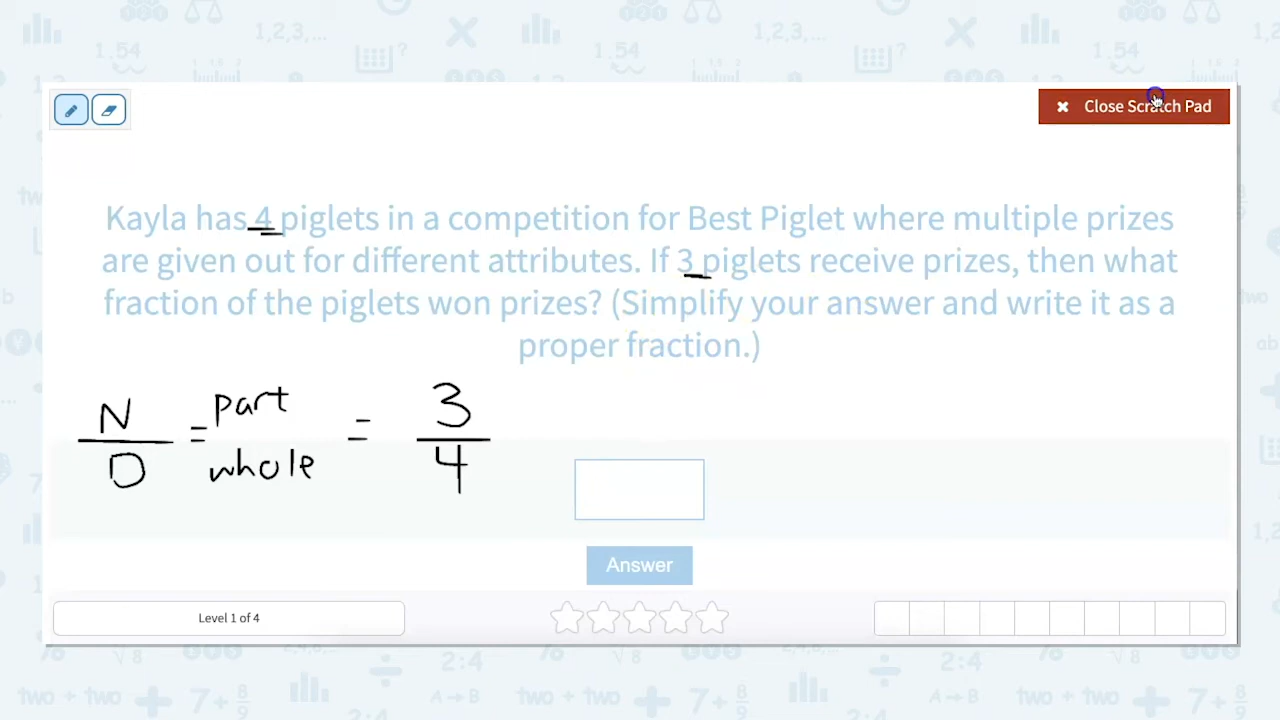 Close Scratch Pad
Kayla has 4 piglets in a competition for Best Piglet where multiple prizes
are given out for different attributes. If 3 piglets receive prizes, then what
fraction of the piglets won prizes? (Simplify your answer and write it as a
proper fraction.)
N = part = 3
D whole 4
Answer
Level 1 of 4